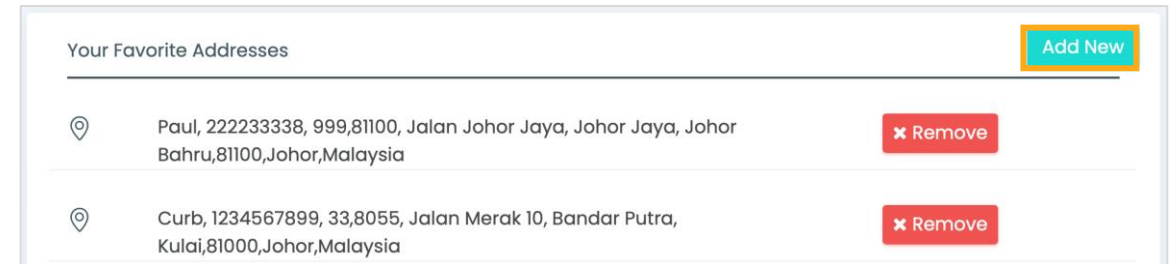 Your Favorite Addresses
Add New
Paul, 222233338, 999,81100, Jalan Johor Jaya, Johor Jaya, Johor
Bahru,81100,Johor,Malaysia
✖ Remove
Curb, 1234567899, 33,8055, Jalan Merak 10, Bandar Putra,
Kulai,81000,Johor,Malaysia
✖ Remove